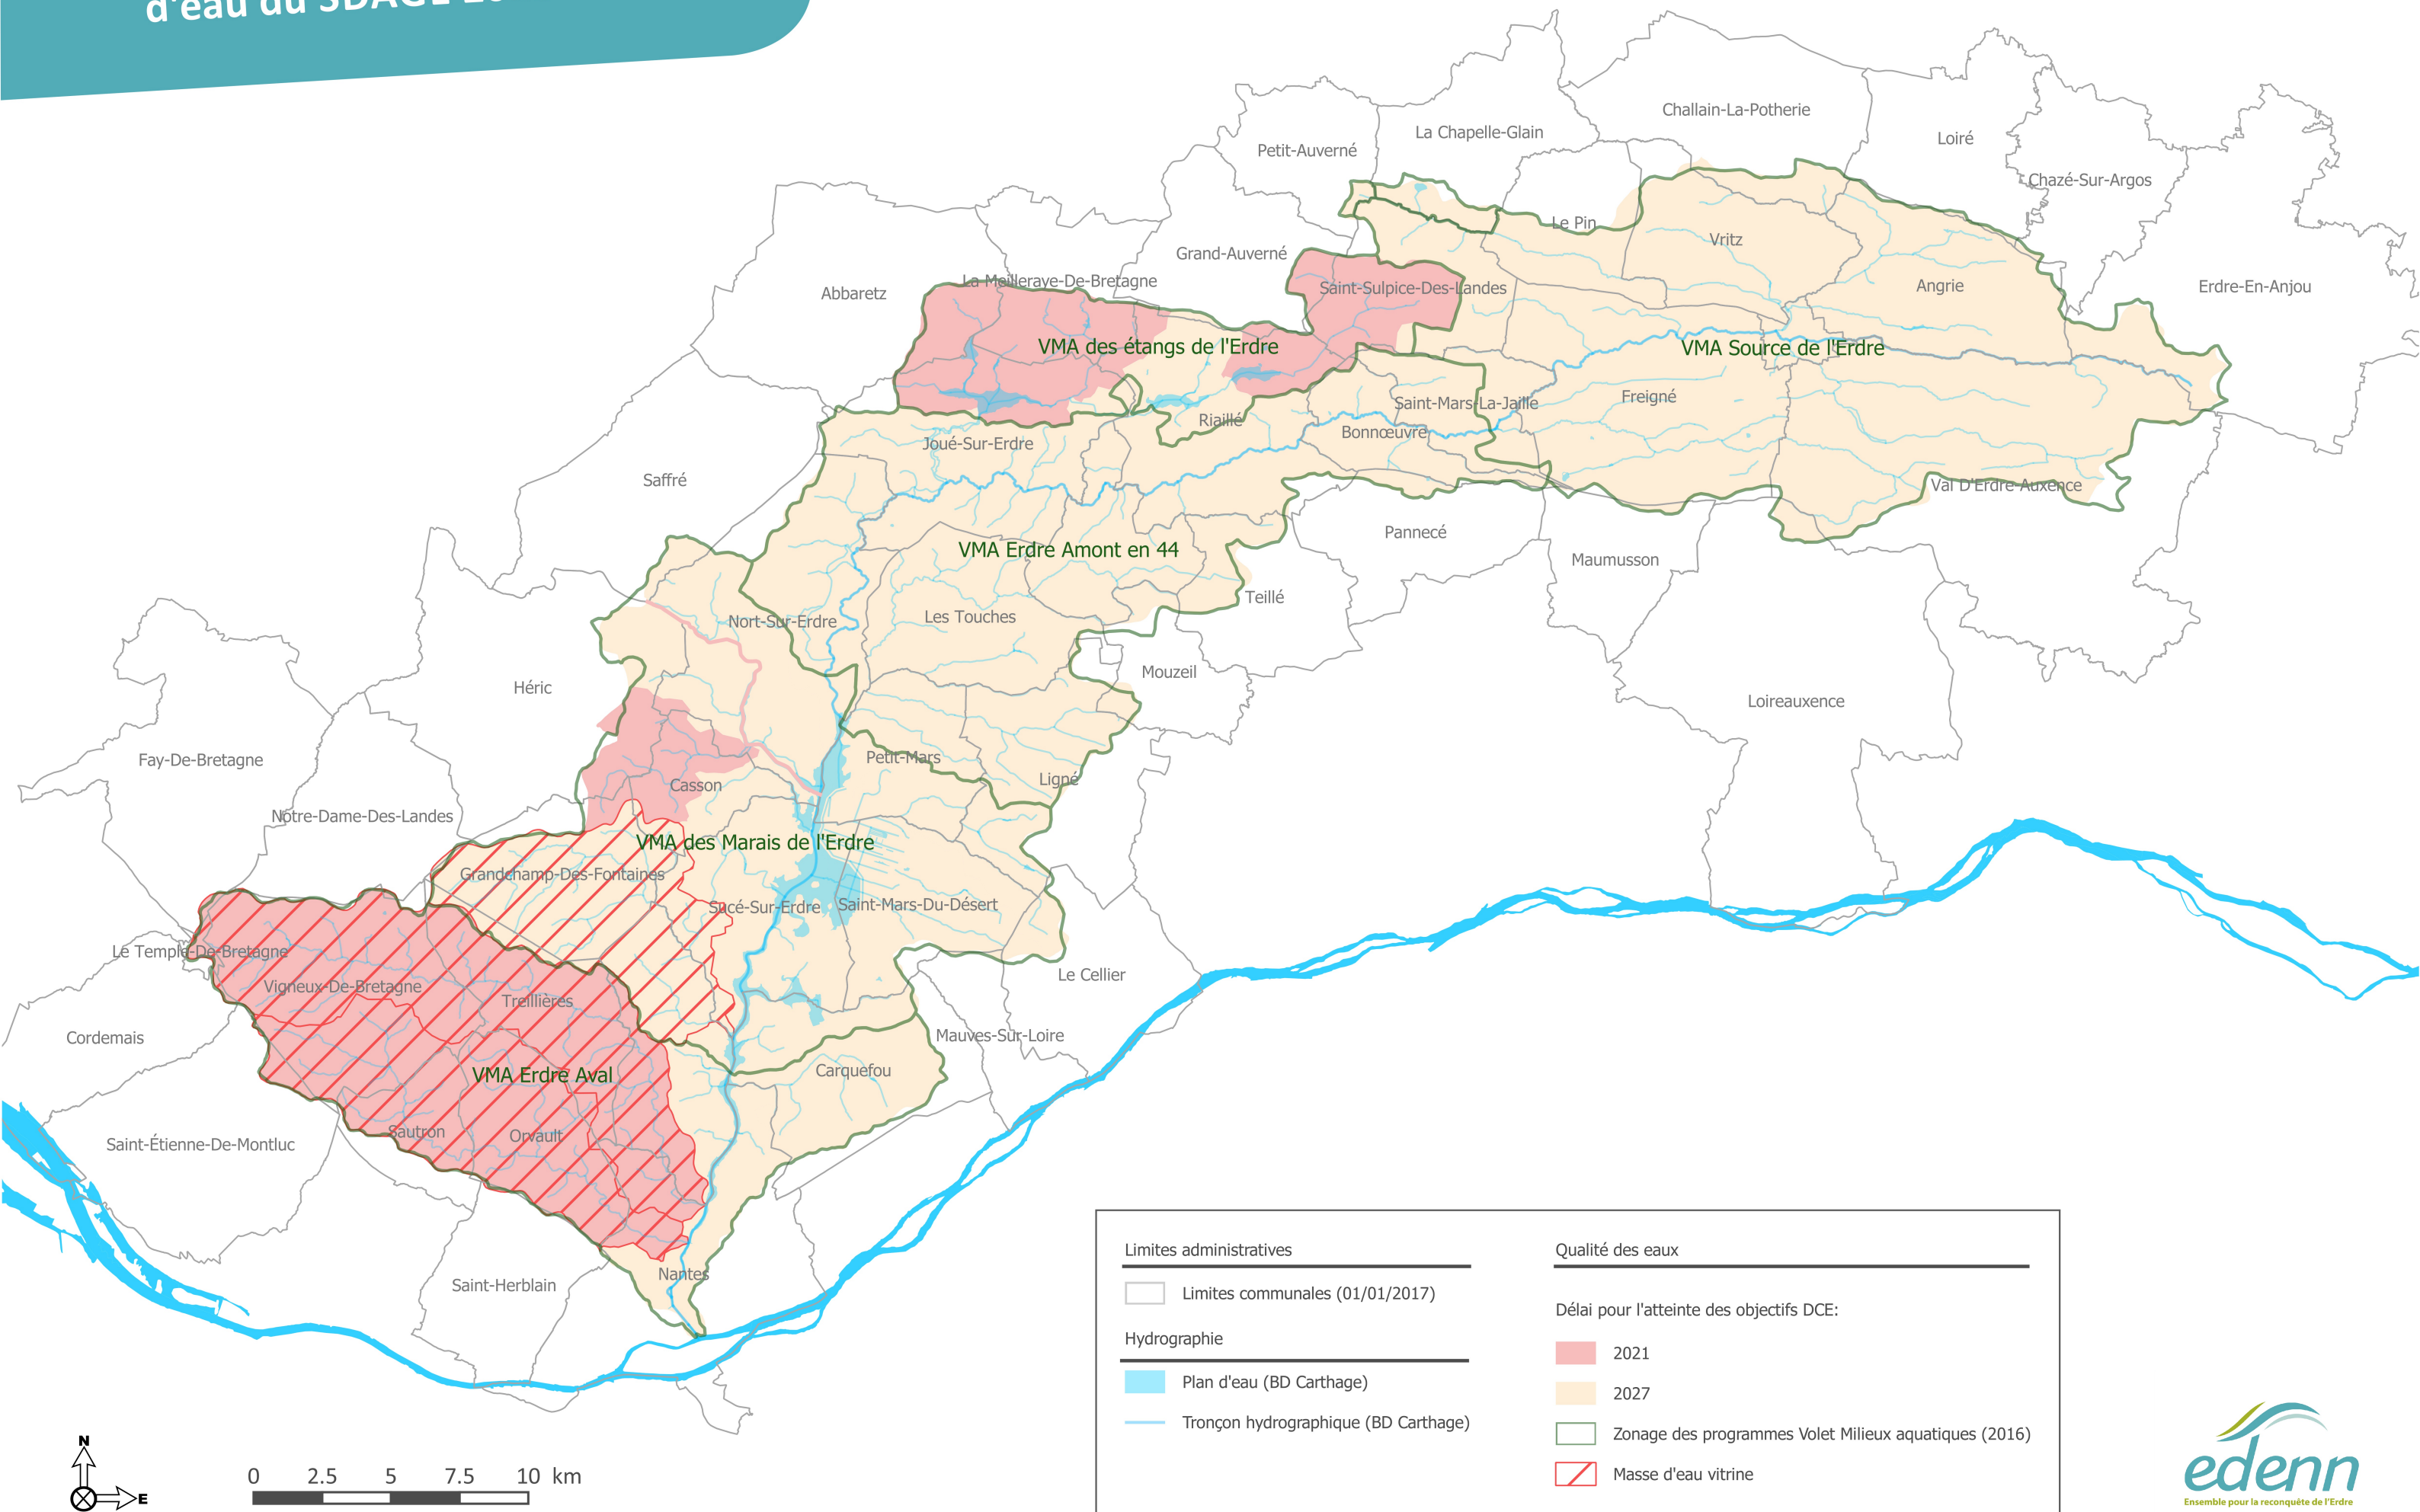 d'eau du SDAGE
Challain-La-Potherie
La Chapelle-Glain
Loiré
Petit-Auverné
Chazé-Sur-Argos
Le Pin
Vritz
Grand-Auverné
La Meilleraye-De-Bretagne
Abbaretz
Saint-Sulpice-Des-Landes
Angrie
Erdre-En-Anjou
VMA des étangs de l'Erdre
VMA Source de l'Erdre
Freigné
Saint-Mars-La-Jaille
Riaillé
Bonnœuvre
Joué-Sur-Erdre
Saffré
Val D'Erdre-Auxence
Pannecé
VMA Erdre Amont en 44
Maumusson
Teillé
Les Touches
Nort-Sur-Erdre
Mouzeil
Héric
Loireauxence
Petit-Mars
Fay-De-Bretagne
Ligné
Casson
Notre-Dame-Des-Landes
VMA des Marais de l'Erdre
Grandchamp-Des-Fontaines
Sucé-Sur-Erdre
Saint-Mars-Du-Désert
Le Temple-De-Bretagne
Le Cellier
Vigneux-De-Bretagne
Treillières
Cordemais
Mauves-Sur-Loire
Carquefou
VMA Erdre Aval
Sautron
Orvault
Saint-Étienne-De-Montluc
Nantes
Saint-Herblain
Limites administratives
Limites communales (01/01/2017)
Hydrographie
Plan d'eau (BD Carthage)
Tronçon hydrographique (BD Carthage)
Qualité des eaux
Délai pour l'atteinte des objectifs DCE:
2021
2027
Zonage des programmes Volet Milieux aquatiques (2016)
Masse d'eau vitrine
N
E
0 2.5 5 7.5 10 km
edenn
Ensemble pour la reconquête de l'Erdre